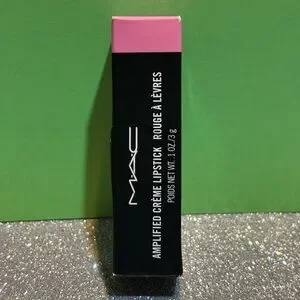 MAC
AMPLIFIED CRÈME LIPSTICK ROUGE À LÈVRES
POIDS NET WT. .1 OZ/3 g